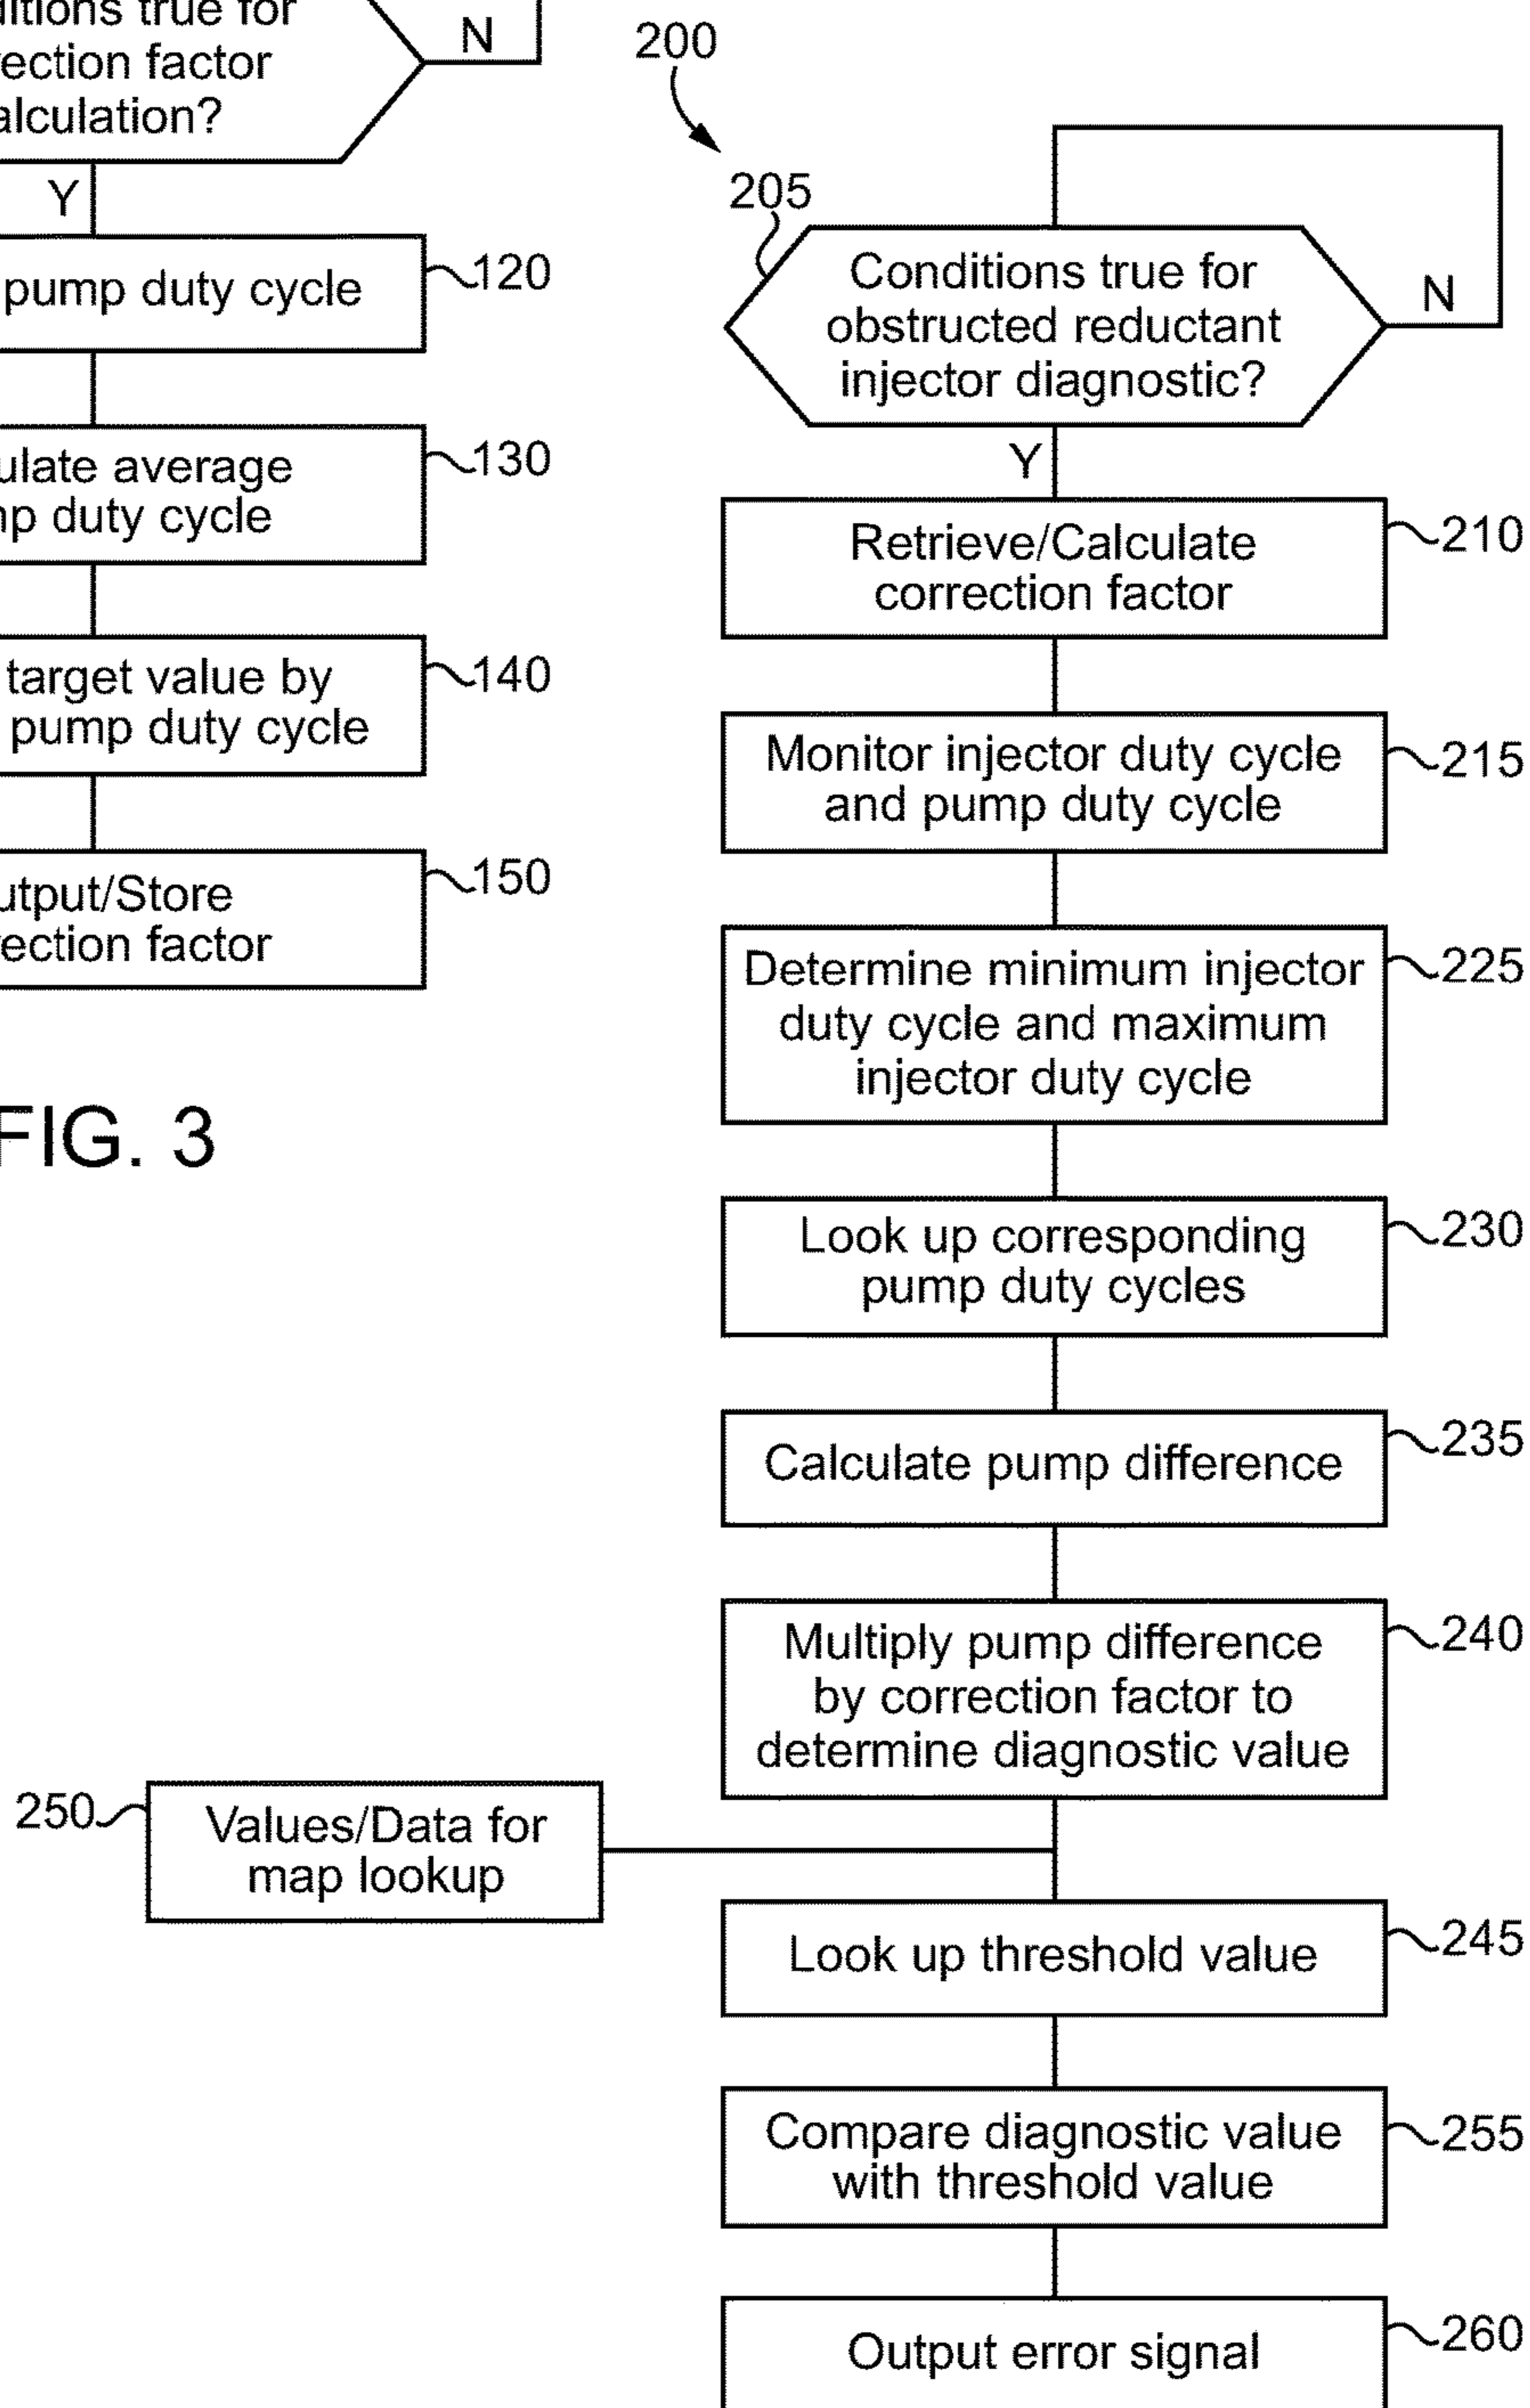 ditions true for
ection factor
alculation?
N
Y
pump duty cycle
120
ulate average
np duty cycle
130
target value by
pump duty cycle
140
utput/Store
ection factor
150
FIG. 3
200
205
Conditions true for
obstructed reductant
injector diagnostic?
N
Y
Retrieve/Calculate
correction factor
210
Monitor injector duty cycle
and pump duty cycle
215
Determine minimum injector
duty cycle and maximum
injector duty cycle
225
Look up corresponding
pump duty cycles
230
Calculate pump difference
235
Multiply pump difference
by correction factor to
determine diagnostic value
240
250
Values/Data for
map lookup
Look up threshold value
245
Compare diagnostic value
with threshold value
255
Output error signal
260